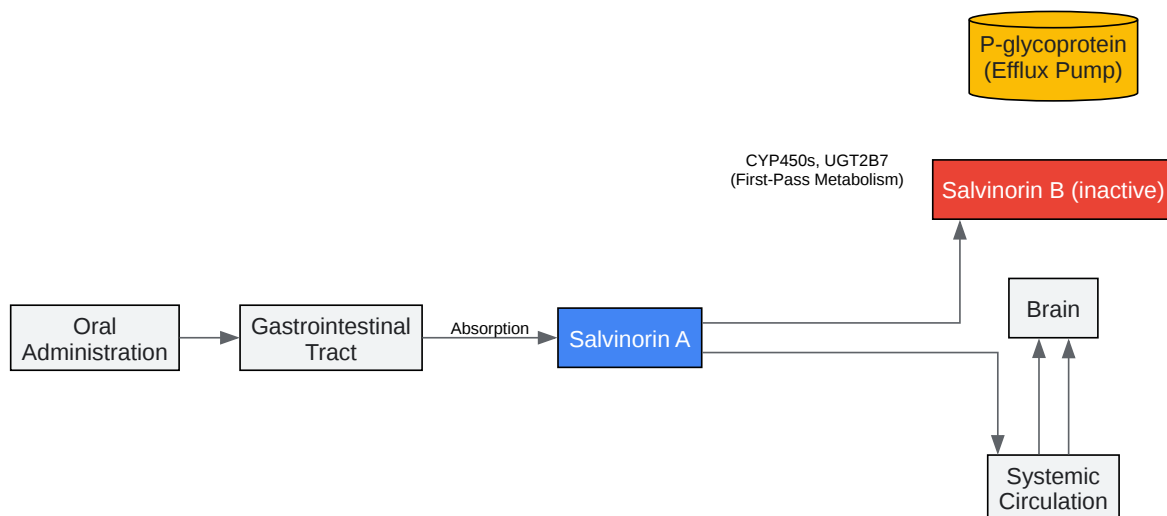 P-glycoprotein
(Efflux Pump)
CYP450s, UGT2B7
(First-Pass Metabolism)
Salvinorin B (inactive)
Oral
Administration
Gastrointestinal
Tract
Absorption
Salvinorin A
Brain
Systemic
Circulation